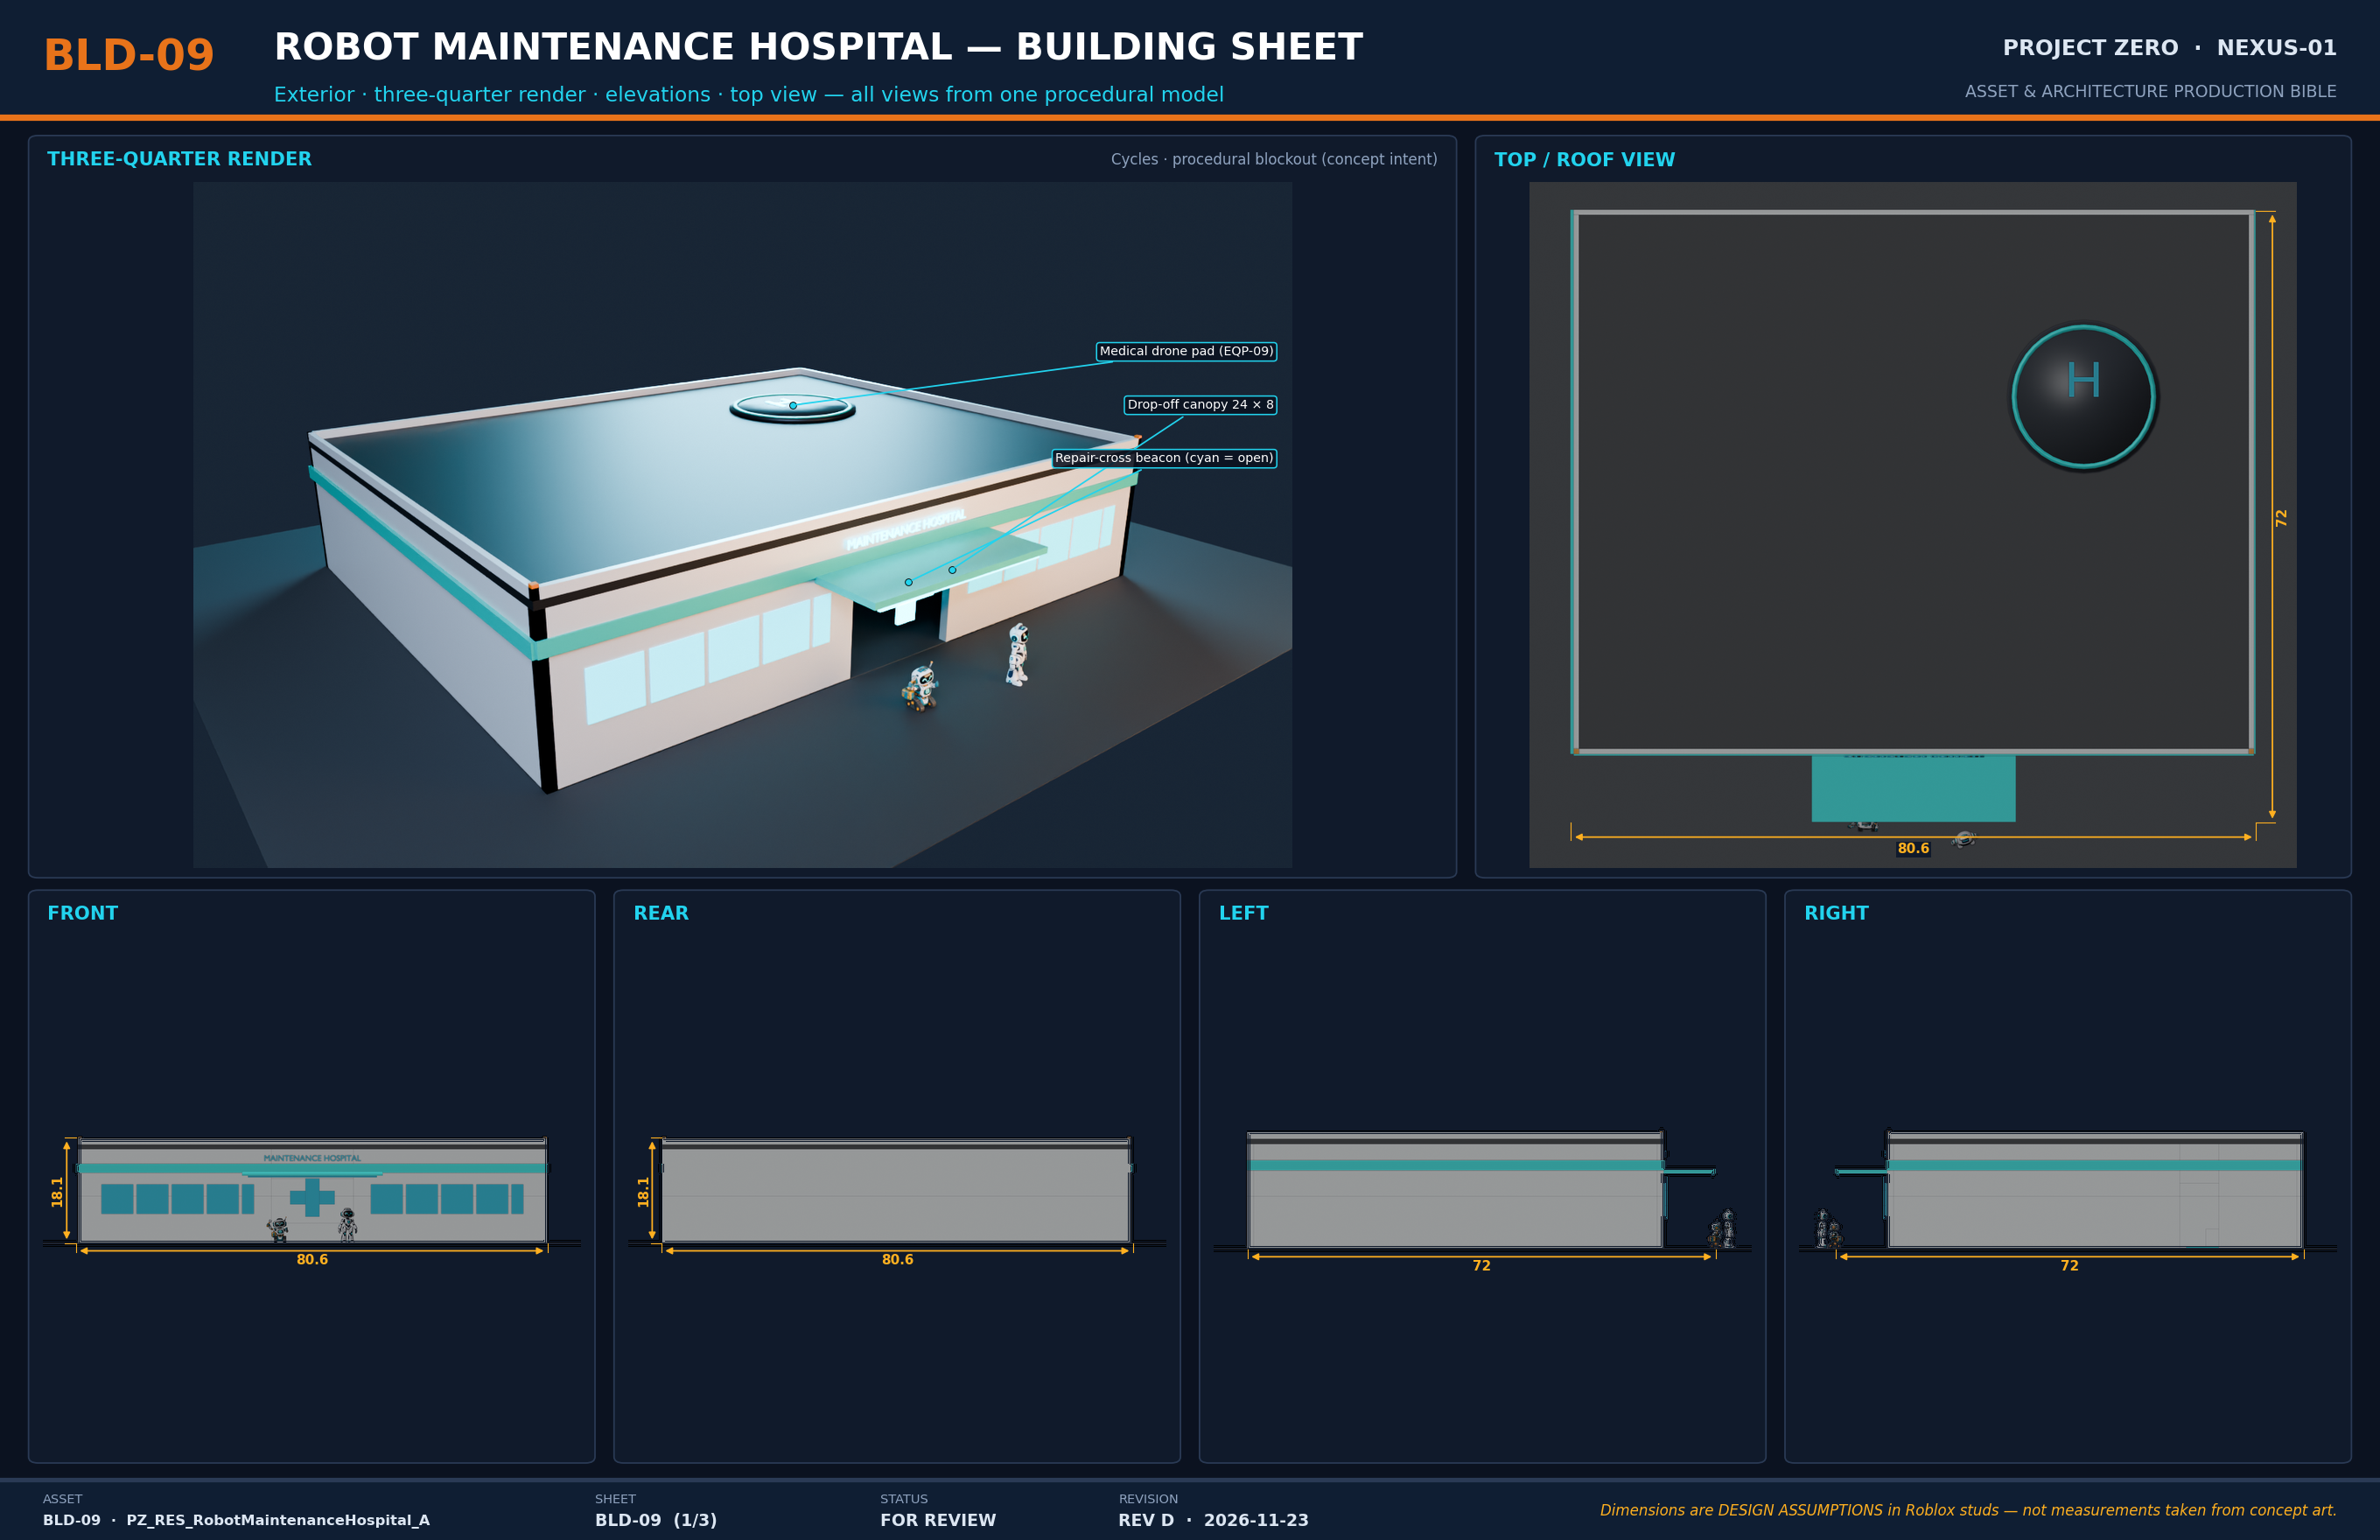 BLD-09
ROBOT MAINTENANCE HOSPITAL — BUILDING SHEET
Exterior · three-quarter render · elevations · top view — all views from one procedural model
PROJECT ZERO · NEXUS-01
ASSET & ARCHITECTURE PRODUCTION BIBLE
THREE-QUARTER RENDER
Cycles · procedural blockout (concept intent)
Medical drone pad (EQP-09)
Drop-off canopy 24 × 8
Repair-cross beacon (cyan = open)
MAINTENANCE HOSPITAL
TOP / ROOF VIEW
H
72
80.6
FRONT
MAINTENANCE HOSPITAL
18.1
80.6
REAR
18.1
80.6
LEFT
72
RIGHT
72
ASSET
BLD-09 · PZ_RES_RobotMaintenanceHospital_A
SHEET
BLD-09 (1/3)
STATUS
FOR REVIEW
REVISION
REV D · 2026-11-23
Dimensions are DESIGN ASSUMPTIONS in Roblox studs — not measurements taken from concept art.